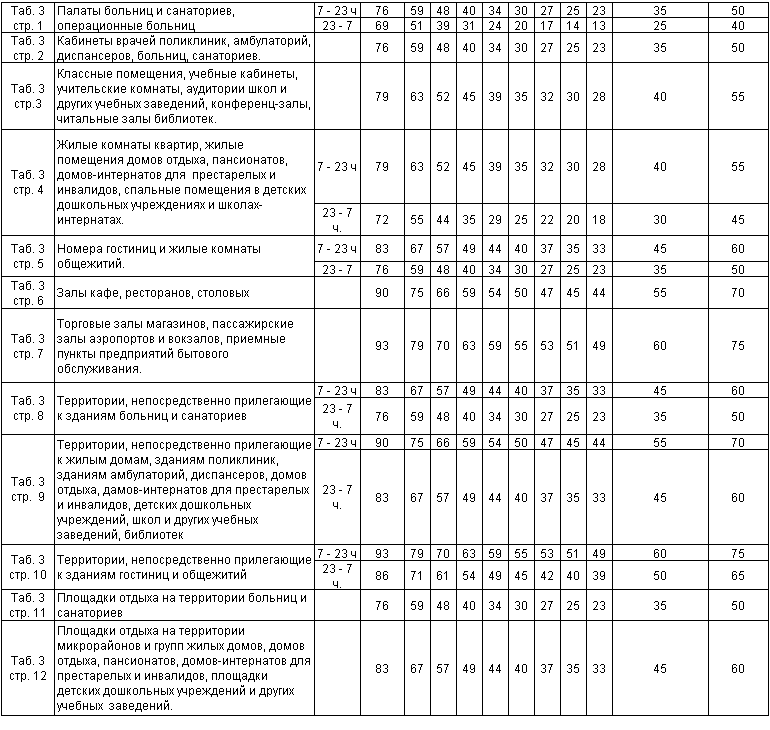 Таб. 3 Палаты больниц и санаториев, 7 - 23 ч 76 59 48 40 34 30 27 25 23 35 50
стр. 1 операционные больниц 23 - 7 69 51 39 31 24 20 17 14 13 25 40
Таб. 3 Кабинеты врачей поликлиник, амбулаторий,
стр. 2 диспансеров, больниц, санаториев. 76 59 48 40 34 30 27 25 23 35 50
Классные помещения, учебные кабинеты,
Таб. 3 учительские комнаты, аудитории школ и
стр.3 других учебных заведений, конференц-залы, 79 63 52 45 39 35 32 30 28 40 55
читальные залы библиотек.
Жилые комнаты квартир, жилые
помещения домов отдыха, пансионатов, 7 - 23 ч 79 63 52 45 39 35 32 30 28 40 55
Таб. 3 домов-интернатов для престарелых и
стр. 4 инвалидов, спальные помещения в детских
дошкольных учреждениях и школах-
интернатах. 23 - 7
ч. 72 55 44 35 29 25 22 20 18 30 45
Таб. 3 Номера гостиниц и жилые комнаты 7 - 23 ч 83 67 57 49 44 40 37 35 33 45 60
стр. 5 общежитий. 23 - 7 76 59 48 40 34 30 27 25 23 35 50
Таб. 3
стр. 6 Залы кафе, ресторанов, столовых 90 75 66 59 54 50 47 45 44 55 70
Торговые залы магазинов, пассажирские
Таб. 3 залы аэропортов и вокзалов, приемные
стр. 7 пункты предприятий бытового 93 79 70 63 59 55 53 51 49 60 75
обслуживания.
7 - 23 ч 83 67 57 49 44 40 37 35 33 45 60
Таб. 3 Территории, непосредственно прилегающие 23 - 7
стр. 8 к зданиям больниц и санаториев ч. 76 59 48 40 34 30 27 25 23 35 50
Территории, непосредственно прилегающие 7 - 23 ч 90 75 66 59 54 50 47 45 44 55 70
к жилым домам, зданиям поликлиник,
зданиям амбулаторий, диспансеров, домов
Таб. 3 отдыха, дамов-интернатов для престарелых 23 - 7
стр. 9 и инвалидов, детских дошкольных ч. 83 67 57 49 44 40 37 35 33 45 60
учреждений, школ и других учебных
заведений, библиотек
7 - 23 ч 93 79 70 63 59 55 53 51 49 60 75
Таб. 3 Территории, непосредственно прилегающие 23 - 7
стр. 10 к зданиям гостиниц и общежитий ч. 86 71 61 54 49 45 42 40 39 50 65
Таб. 3 Площадки отдыха на территории больниц и
стр. 11 санаториев 76 59 48 40 34 30 27 25 23 35 50
Площадки отдыха на территории
микрорайонов и групп жилых домов, домов
Таб. 3 отдыха, пансионатов, домов-интернатов для
стр. 12 престарелых и инвалидов, площадки 83 67 57 49 44 40 37 35 33 45 60
детских дошкольных учреждений и других
учебных заведений.